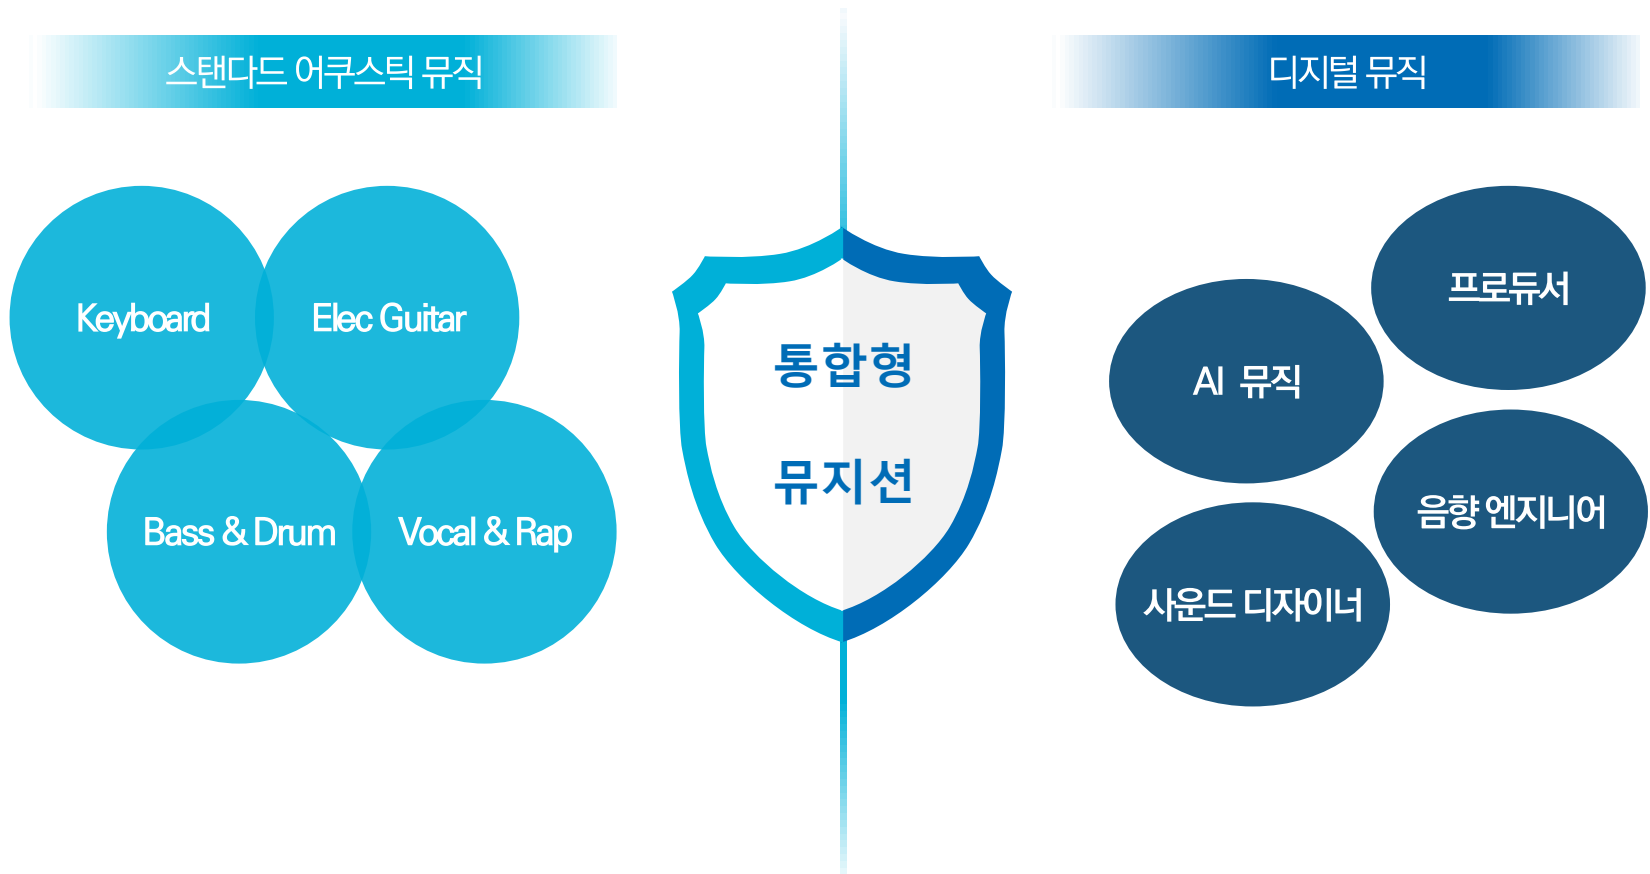 스탠다드 어쿠스틱 뮤직
Keyboard
Elec Guitar
Bass & Drum
Vocal & Rap
통합형
뮤지션
디지털 뮤직
프로듀서
AI 뮤직
음향 엔지니어
사운드 디자이너